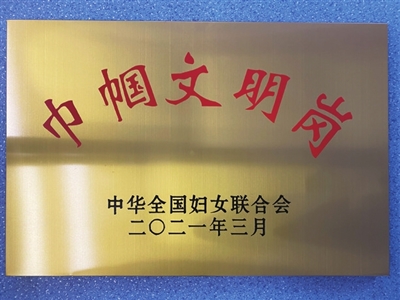 巾帼文明岗
中华全国妇女联合会
二〇二一年三月